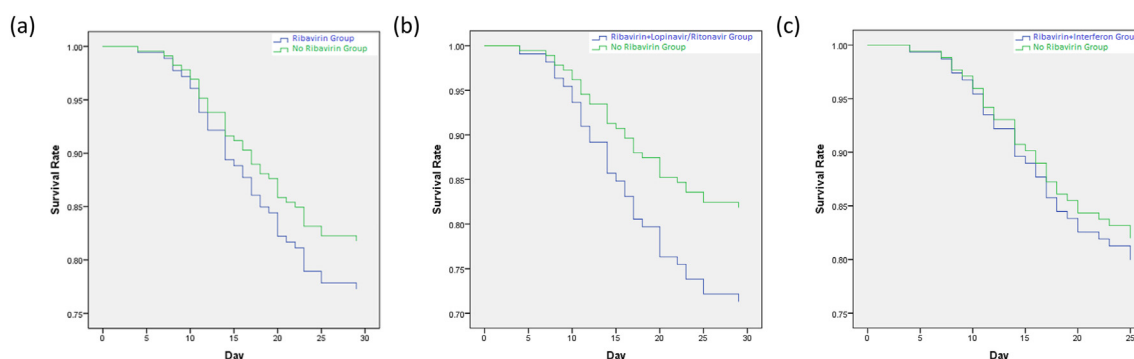 (a)
Ribavirin Group
No Ribavirin Group
1.00
0.95
0.90
0.85
0.80
0.75
Survival Rate
0 5 10 15 20 25 30
Day
(b)
Ribavirin+Lopinavir/Ritonavir Group
No Ribavirin Group
1.00
0.95
0.90
0.85
0.80
0.75
0.70
Survival Rate
0 5 10 15 20 25 30
Day
(c)
Ribavirin+Interferon Group
No Ribavirin Group
1.00
0.95
0.90
0.85
0.80
0.75
Survival Rate
0 5 10 15 20 25
Day